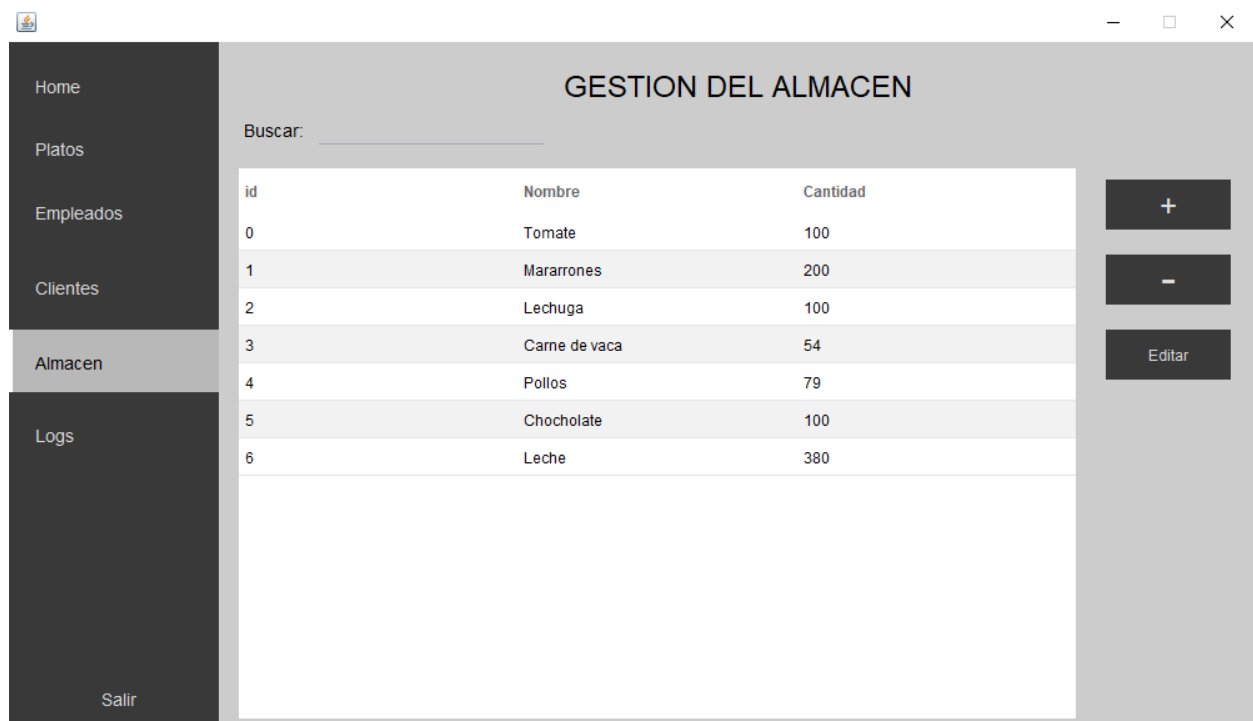 GESTION DEL ALMACEN
Home
Platos
Empleados
Clientes
Almacen
Logs
Salir
Buscar:
id Nombre Cantidad
0 Tomate 100
1 Mararrones 200
2 Lechuga 100
3 Carne de vaca 54
4 Pollos 79
5 Chocholate 100
6 Leche 380
+
-
Editar